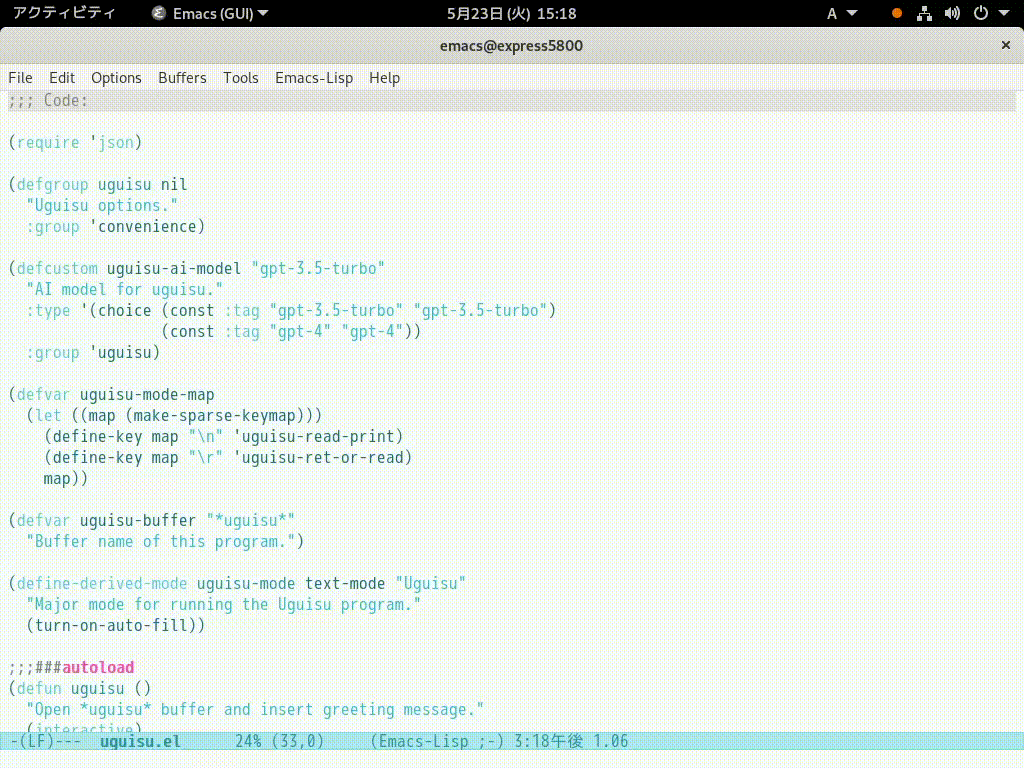 アクティビティ Emacs (GUI) 5月23日 (火) 15:18 A
emacs@express5800 ×
File Edit Options Buffers Tools Emacs-Lisp Help
;;; Code:
(require 'json)
(defgroup uguisu nil
  "Uguisu options."
  :group 'convenience)
(defcustom uguisu-ai-model "gpt-3.5-turbo"
  "AI model for uguisu."
  :type '(choice (const :tag "gpt-3.5-turbo" "gpt-3.5-turbo")
                 (const :tag "gpt-4" "gpt-4"))
  :group 'uguisu)
(defvar uguisu-mode-map
  (let ((map (make-sparse-keymap)))
    (define-key map "\n" 'uguisu-read-print)
    (define-key map "\r" 'uguisu-ret-or-read)
    map))
(defvar uguisu-buffer "*uguisu*"
  "Buffer name of this program.")
(define-derived-mode uguisu-mode text-mode "Uguisu"
  "Major mode for running the Uguisu program."
  (turn-on-auto-fill))
;;;###autoload
(defun uguisu ()
  "Open *uguisu* buffer and insert greeting message."
  (interactive)
-(LF)---  uguisu.el      24% (33,0)     (Emacs-Lisp ;-) 3:18午後 1.06